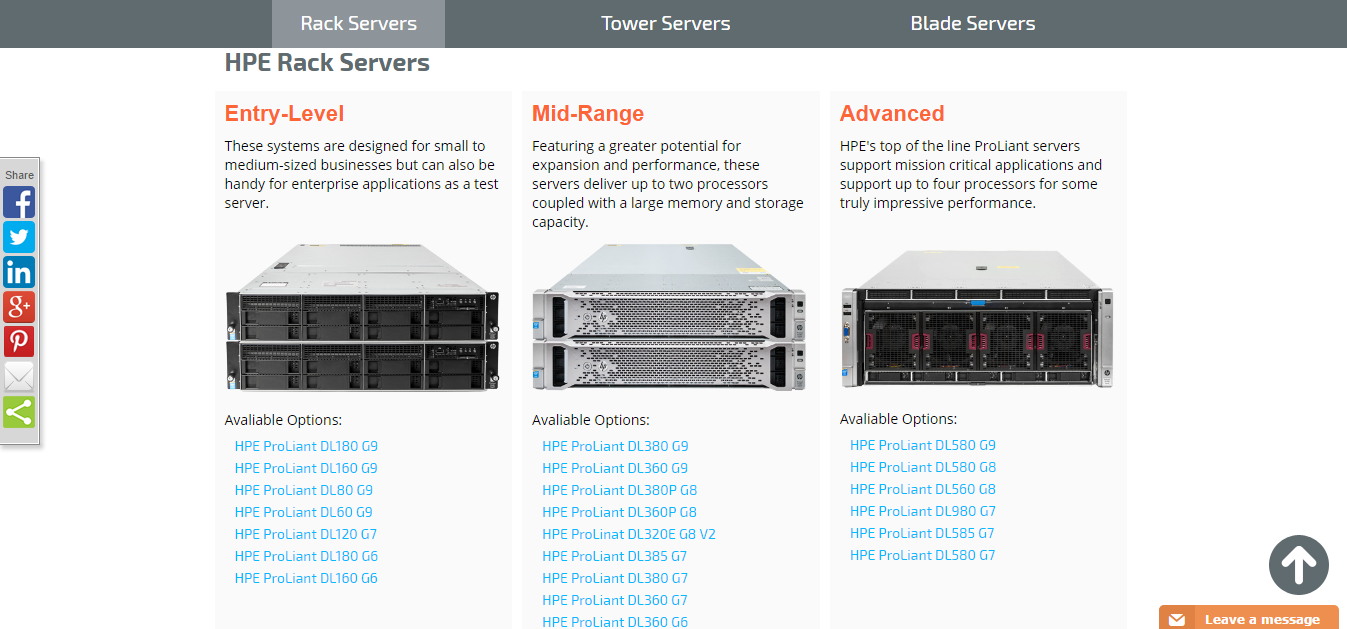 Rack Servers
Tower Servers
Blade Servers
HPE Rack Servers
Entry-Level
These systems are designed for small to
medium-sized businesses but can also be
handy for enterprise applications as a test
server.
Avaliable Options:
HPE ProLiant DL180 G9
HPE ProLiant DL160 G9
HPE ProLiant DL80 G9
HPE ProLiant DL60 G9
HPE ProLiant DL120 G7
HPE ProLiant DL180 G6
HPE ProLiant DL160 G6
Mid-Range
Featuring a greater potential for
expansion and performance, these
servers deliver up to two processors
coupled with a large memory and storage
capacity.
Avaliable Options:
HPE ProLiant DL380 G9
HPE ProLiant DL360 G9
HPE ProLiant DL380P G8
HPE ProLiant DL360P G8
HPE ProLinat DL320E G8 V2
HPE ProLiant DL385 G7
HPE ProLiant DL380 G7
HPE ProLiant DL360 G7
HPE ProLiant DL360 G6
Advanced
HPE's top of the line ProLiant servers
support mission critical applications and
support up to four processors for some
truly impressive performance.
Avaliable Options:
HPE ProLiant DL580 G9
HPE ProLiant DL580 G8
HPE ProLiant DL560 G8
HPE ProLiant DL980 G7
HPE ProLiant DL585 G7
HPE ProLiant DL580 G7
Share
f
in
g+
Leave a message